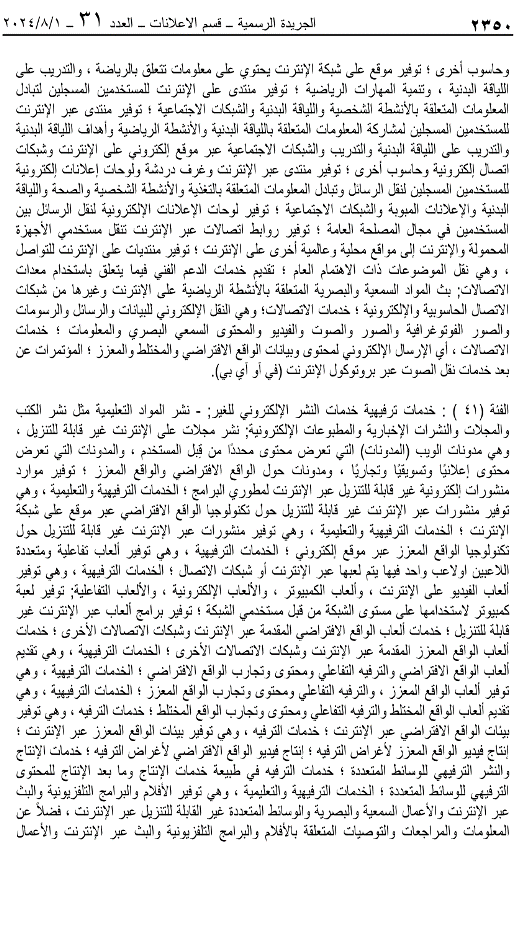 ٢٣٥٠ الجريدة الرسمية – قسم الاعلانات – العدد ٣١ – ٢٠٢٤/٨/١
وحاسوب أخرى ؛ توفير موقع على شبكة الإنترنت يحتوي على معلومات تتعلق بالرياضة ، والتدريب على
اللياقة البدنية ، وتنمية المهارات الرياضية ؛ توفير منتدى على الإنترنت للمستخدمين المسجلين لتبادل
المعلومات المتعلقة بالأنشطة الشخصية واللياقة البدنية والشبكات الاجتماعية ؛ توفير منتدى عبر الإنترنت
للمستخدمين المسجلين لمشاركة المعلومات المتعلقة باللياقة البدنية والأنشطة الرياضية وأهداف اللياقة البدنية
والتدريب على اللياقة البدنية والتدريب والشبكات الاجتماعية عبر موقع إلكتروني على الإنترنت وشبكات
اتصال إلكترونية وحاسوب أخرى ؛ توفير منتدى عبر الإنترنت وغرف دردشة ولوحات إعلانات إلكترونية
للمستخدمين المسجلين لنقل الرسائل وتبادل المعلومات المتعلقة بالتغذية والأنشطة الشخصية والصحة واللياقة
البدنية والإعلانات المبوبة والشبكات الاجتماعية ؛ توفير لوحات الإعلانات الإلكترونية لنقل الرسائل بين
المستخدمين في مجال المصلحة العامة ؛ توفير روابط اتصالات عبر الإنترنت تنقل مستخدمي الأجهزة
المحمولة والإنترنت إلى مواقع محلية وعالمية أخرى على الإنترنت ؛ توفير منتديات على الإنترنت للتواصل
، وهي نقل الموضوعات ذات الاهتمام العام ؛ تقديم خدمات الدعم الفني فيما يتعلق باستخدام معدات
الاتصالات; بث المواد السمعية والبصرية المتعلقة بالأنشطة الرياضية على الإنترنت وغيرها من شبكات
الاتصال الحاسوبية والإلكترونية ؛ خدمات الاتصالات؛ وهي النقل الإلكتروني للبيانات والرسائل والرسومات
والصور الفوتوغرافية والصور والصوت والفيديو والمحتوى السمعي البصري والمعلومات ؛ خدمات
الاتصالات ، أي الإرسال الإلكتروني لمحتوى وبيانات الواقع الافتراضي والمختلط والمعزز ؛ المؤتمرات عن
بعد خدمات نقل الصوت عبر بروتوكول الإنترنت (في أو آي بي).
الفئة (٤١ ) : خدمات ترفيهية خدمات النشر الإلكتروني للغير; - نشر المواد التعليمية مثل نشر الكتب
والمجلات والنشرات الإخبارية والمطبوعات الإلكترونية; نشر مجلات على الإنترنت غير قابلة للتنزيل ،
وهي مدونات الويب (المدونات) التي تعرض محتوى محددًا من قِبل المستخدم ، والمدونات التي تعرض
محتوى إعلانيًا وتسويقيًا وتجاريًا ، ومدونات حول الواقع الافتراضي والواقع المعزز ؛ توفير موارد
منشورات إلكترونية غير قابلة للتنزيل عبر الإنترنت لمطوري البرامج ؛ الخدمات الترفيهية والتعليمية ، وهي
توفير منشورات عبر الإنترنت غير قابلة للتنزيل حول تكنولوجيا الواقع الافتراضي عبر موقع على شبكة
الإنترنت ؛ الخدمات الترفيهية والتعليمية ، وهي توفير منشورات عبر الإنترنت غير قابلة للتنزيل حول
تكنولوجيا الواقع المعزز عبر موقع إلكتروني ؛ الخدمات الترفيهية ، وهي توفير ألعاب تفاعلية ومتعددة
اللاعبين اولاعب واحد فيها يتم لعبها عبر الإنترنت أو شبكات الاتصال ؛ الخدمات الترفيهية ، وهي توفير
ألعاب الفيديو على الإنترنت ، وألعاب الكمبيوتر ، والألعاب الإلكترونية ، والألعاب التفاعلية; توفير لعبة
كمبيوتر لاستخدامها على مستوى الشبكة من قبل مستخدمي الشبكة ؛ توفير برامج ألعاب عبر الإنترنت غير
قابلة للتنزيل ؛ خدمات ألعاب الواقع الافتراضي المقدمة عبر الإنترنت وشبكات الاتصالات الأخرى ؛ خدمات
ألعاب الواقع المعزز المقدمة عبر الإنترنت وشبكات الاتصالات الأخرى ؛ الخدمات الترفيهية ، وهي تقديم
ألعاب الواقع الافتراضي والترفيه التفاعلي ومحتوى وتجارب الواقع الافتراضي ؛ الخدمات الترفيهية ، وهي
توفير ألعاب الواقع المعزز ، والترفيه التفاعلي ومحتوى وتجارب الواقع المعزز ؛ الخدمات الترفيهية ، وهي
تقديم ألعاب الواقع المختلط والترفيه التفاعلي ومحتوى وتجارب الواقع المختلط ؛ خدمات الترفيه ، وهي توفير
بيئات الواقع الافتراضي عبر الإنترنت ؛ خدمات الترفيه ، وهي توفير بيئات الواقع المعزز عبر الإنترنت ؛
إنتاج فيديو الواقع المعزز لأغراض الترفيه ؛ إنتاج فيديو الواقع الافتراضي لأغراض الترفيه ؛ خدمات الإنتاج
والنشر الترفيهي للوسائط المتعددة ؛ خدمات الترفيه في طبيعة خدمات الإنتاج وما بعد الإنتاج للمحتوى
الترفيهي للوسائط المتعددة ؛ الخدمات الترفيهية والتعليمية ، وهي توفير الأفلام والبرامج التلفزيونية والبث
عبر الإنترنت والأعمال السمعية والبصرية والوسائط المتعددة غير القابلة للتنزيل عبر الإنترنت ، فضلاً عن
المعلومات والمراجعات والتوصيات المتعلقة بالأفلام والبرامج التلفزيونية والبث عبر الإنترنت والأعمال